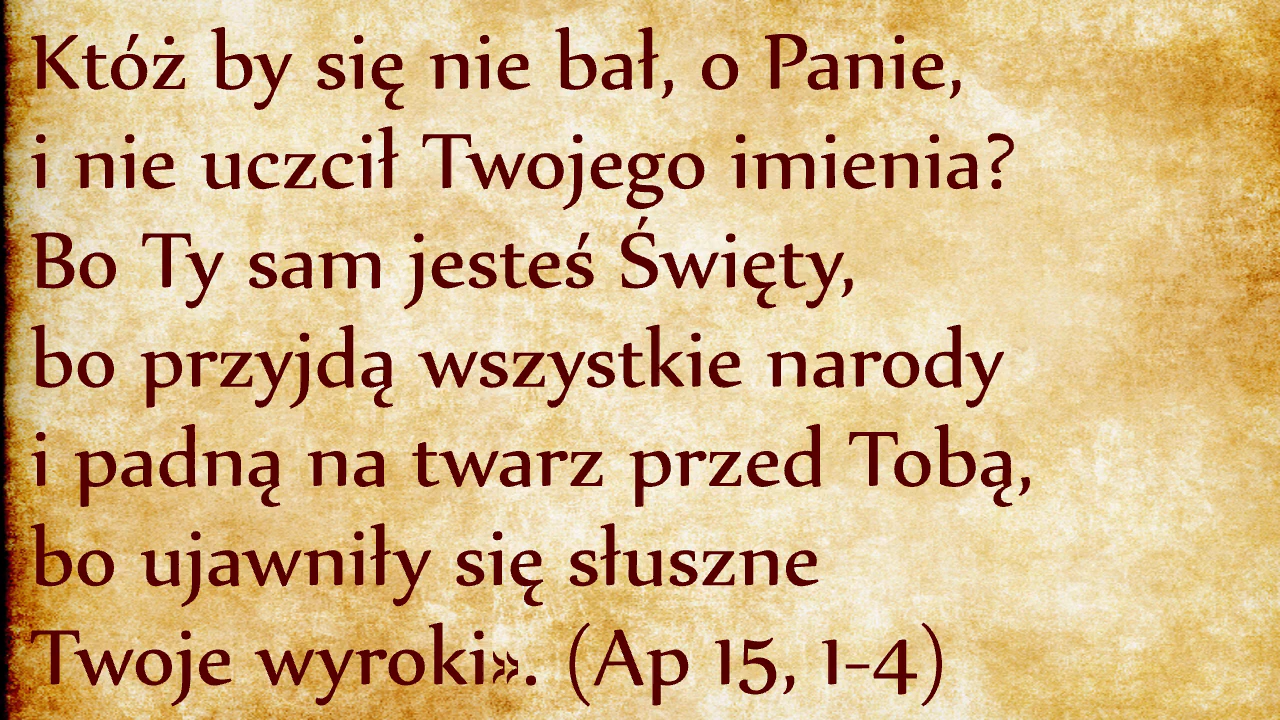 Któż by się nie bał, o Panie,
i nie uczcił Twojego imienia?
Bo Ty sam jesteś Święty,
bo przyjdą wszystkie narody
i padną na twarz przed Tobą,
bo ujawniły się słuszne
Twoje wyroki». (Ap 15, 1-4)